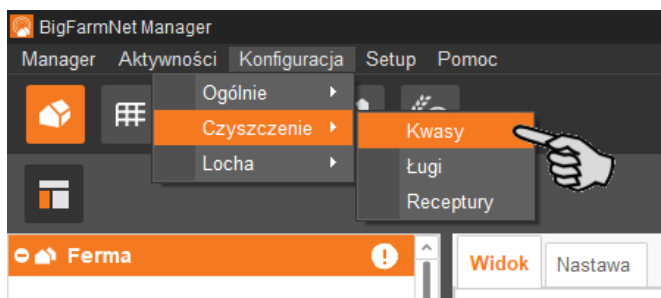 BigFarmNet Manager
Manager Aktywności Konfiguracja Setup Pomoc
Ogólnie
Czyszczenie Kwasy
Locha Ługi
Receptury
Ferma Widok Nastawa